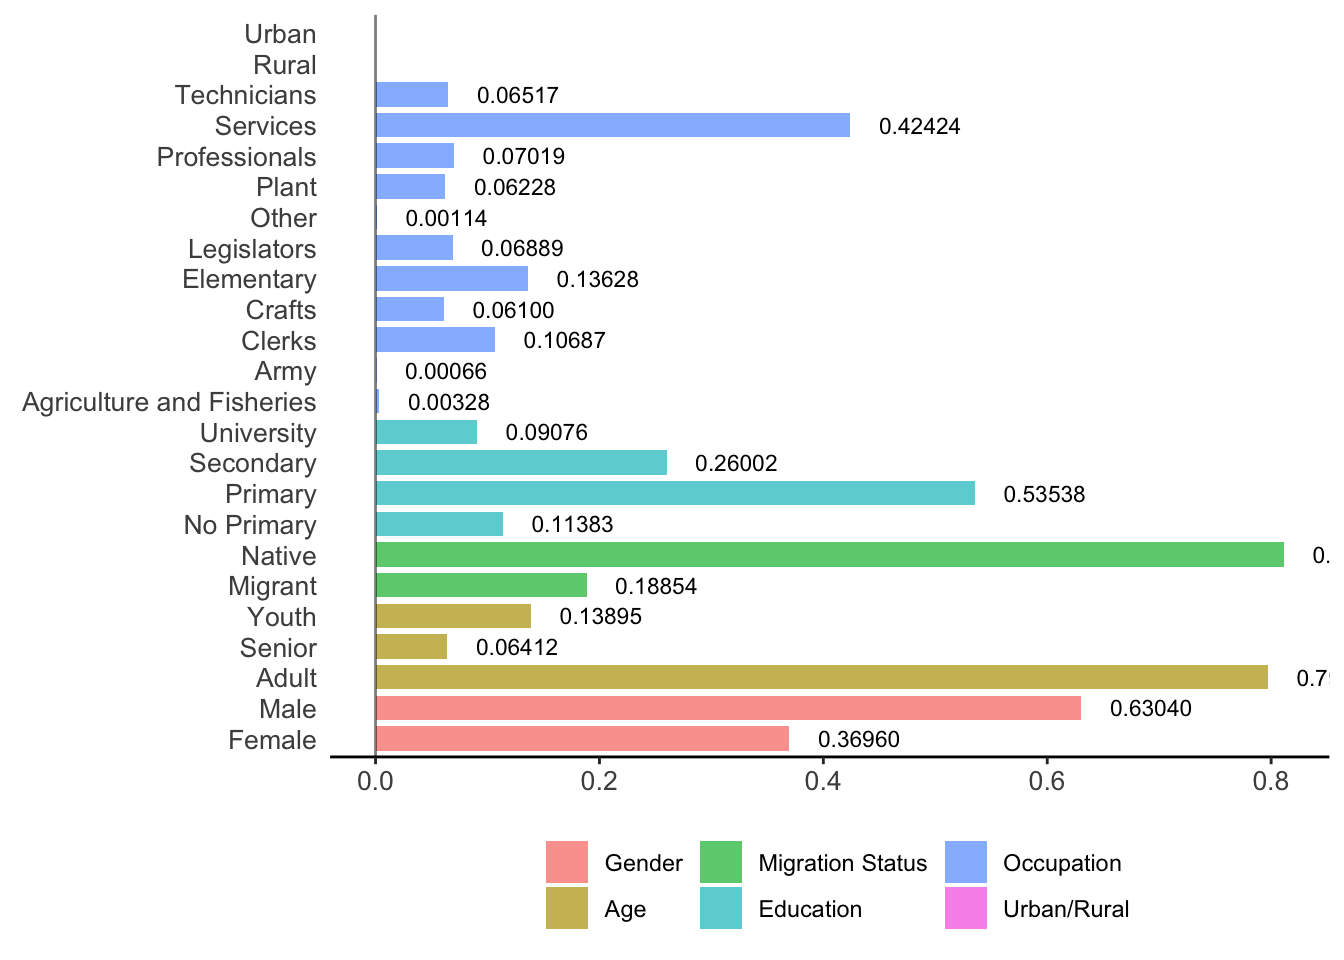 Urban
Rural
Technicians 0.06517
Services 0.42424
Professionals 0.07019
Plant 0.06228
Other 0.00114
Legislators 0.06889
Elementary 0.13628
Crafts 0.06100
Clerks 0.10687
Army 0.00066
Agriculture and Fisheries 0.00328
University 0.09076
Secondary 0.26002
Primary 0.53538
No Primary 0.11383
Native
Migrant 0.18854
Youth 0.13895
Senior 0.06412
Adult
Male 0.63040
Female 0.36960
0.0 0.2 0.4 0.6 0.8
Gender Migration Status Occupation
Age Education Urban/Rural